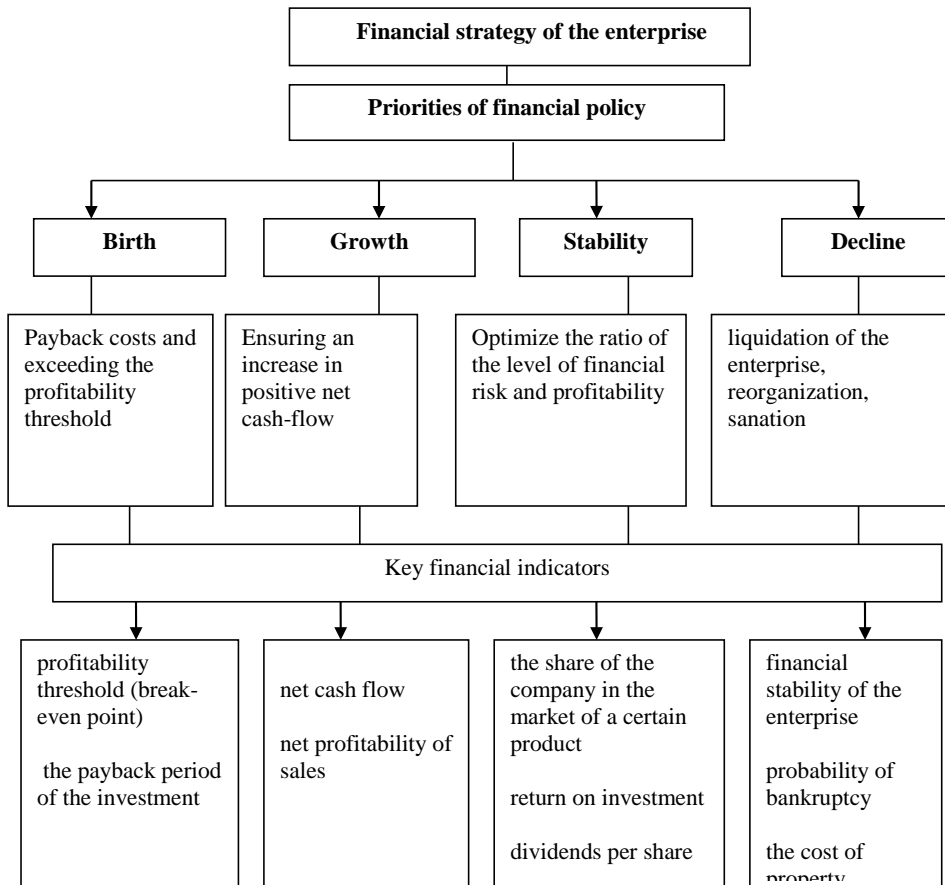 Financial strategy of the enterprise
Priorities of financial policy
Birth
Growth
Stability
Decline
Payback costs and
exceeding the
profitability
threshold
Ensuring an
increase in
positive net
cash-flow
Optimize the ratio of
the level of financial
risk and profitability
liquidation of the
enterprise,
reorganization,
sanation
Key financial indicators
profitability
threshold (break-
even point)
the payback period
of the investment
net cash flow
net profitability of
sales
the share of the
company in the
market of a certain
product
return on investment
dividends per share
financial
stability of the
enterprise
probability of
bankruptcy
the cost of
property